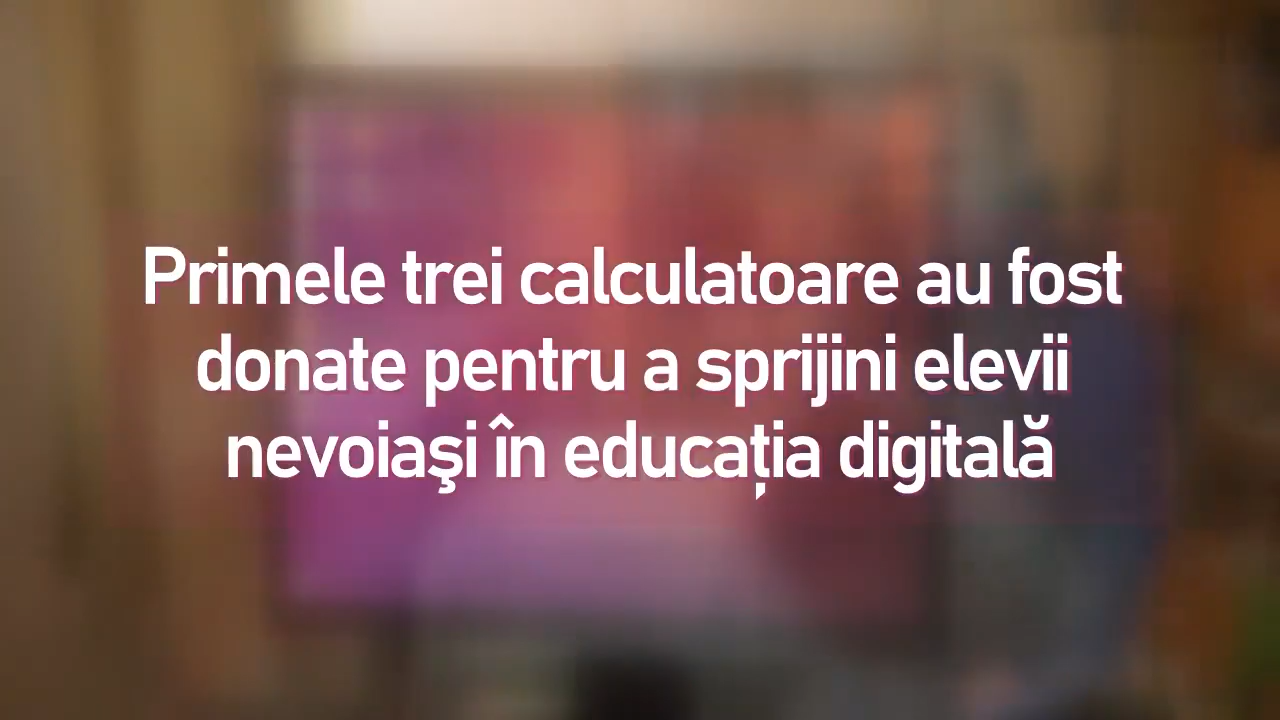 Primele trei calculatoare au fost
donate pentru a sprijini elevii
nevoiaşi în educația digitală